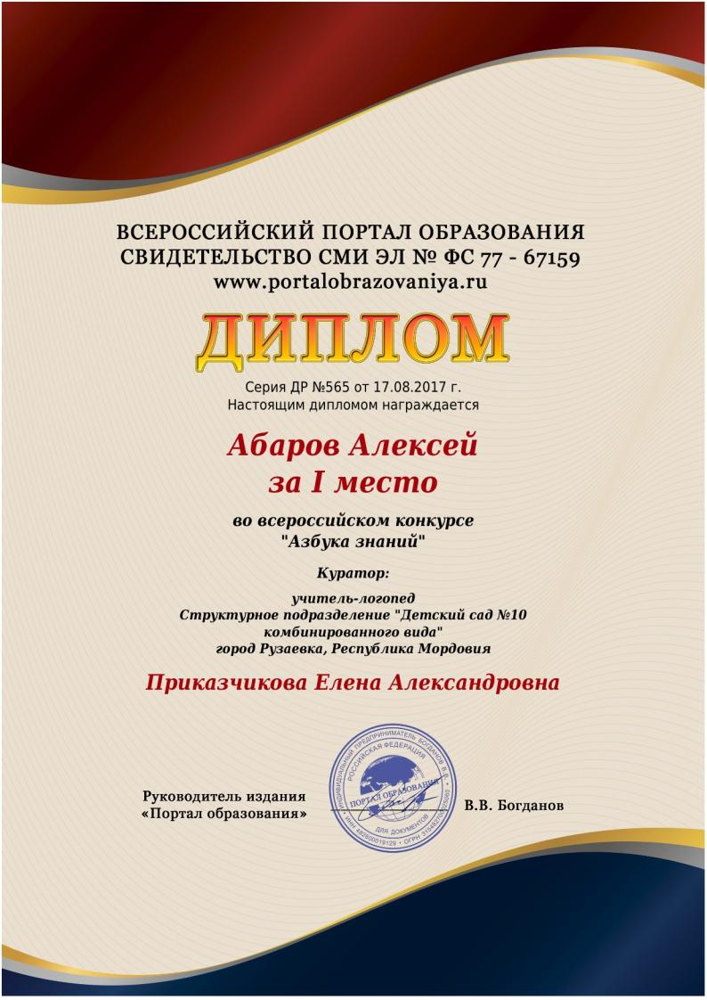 ВСЕРОССИЙСКИЙ ПОРТАЛ ОБРАЗОВАНИЯ
СВИДЕТЕЛЬСТВО СМИ ЭЛ № ФС 77 - 67159
www.portalobrazovaniya.ru
ДИПЛОМ
Серия ДР №565 от 17.08.2017 г.
Настоящим дипломом награждается
Абаров Алексей
за I место
во всероссийском конкурсе
"Азбука знаний"
Куратор:
учитель-логопед
Структурное подразделение "Детский сад №10
комбинированного вида"
город Рузаевка, Республика Мордовия
Приказчикова Елена Александровна
ИНДИВИДУАЛЬНЫЙ ПРЕДПРИНИМАТЕЛЬ БОГДАНОВ В.В.
РОССИЙСКАЯ ФЕДЕРАЦИЯ
ПОРТАЛ ОБРАЗОВАНИЯ
ДЛЯ ДОКУМЕНТОВ
ИНН 482600019129 • ОГРН
Руководитель издания
«Портал образования»
В.В. Богданов